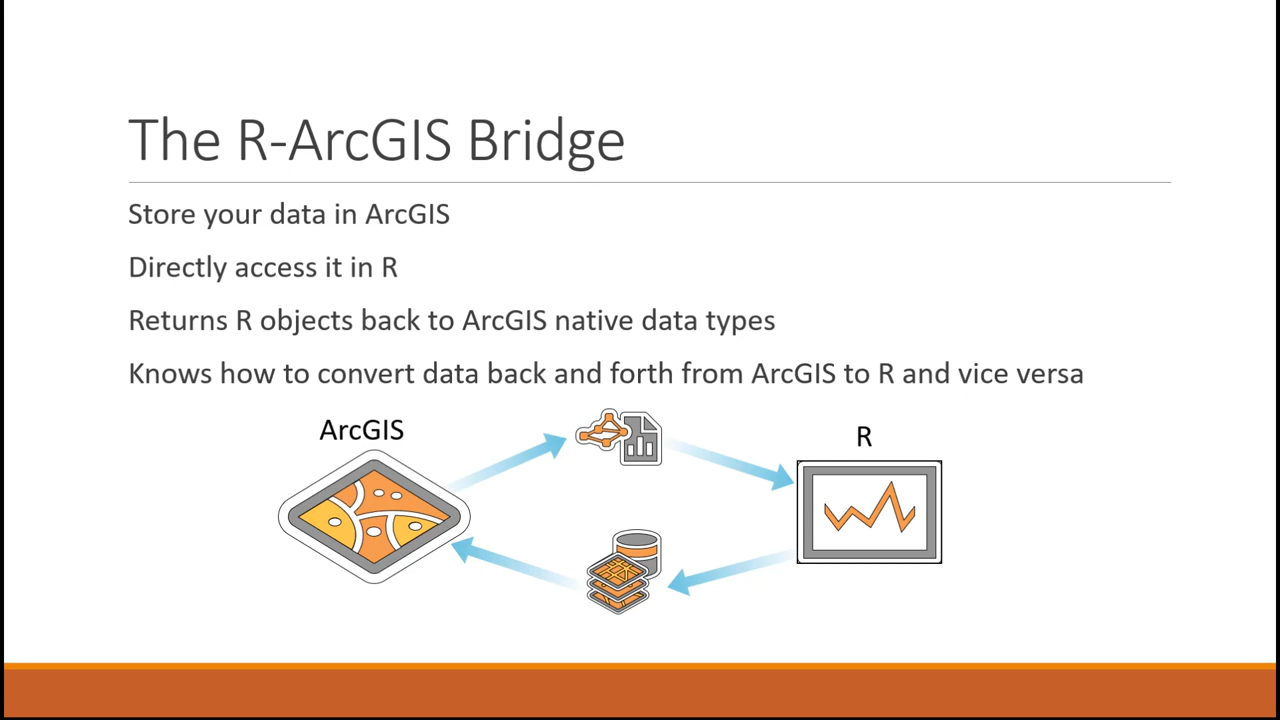 The R-ArcGIS Bridge
Store your data in ArcGIS
Directly access it in R
Returns R objects back to ArcGIS native data types
Knows how to convert data back and forth from ArcGIS to R and vice versa
ArcGIS
R